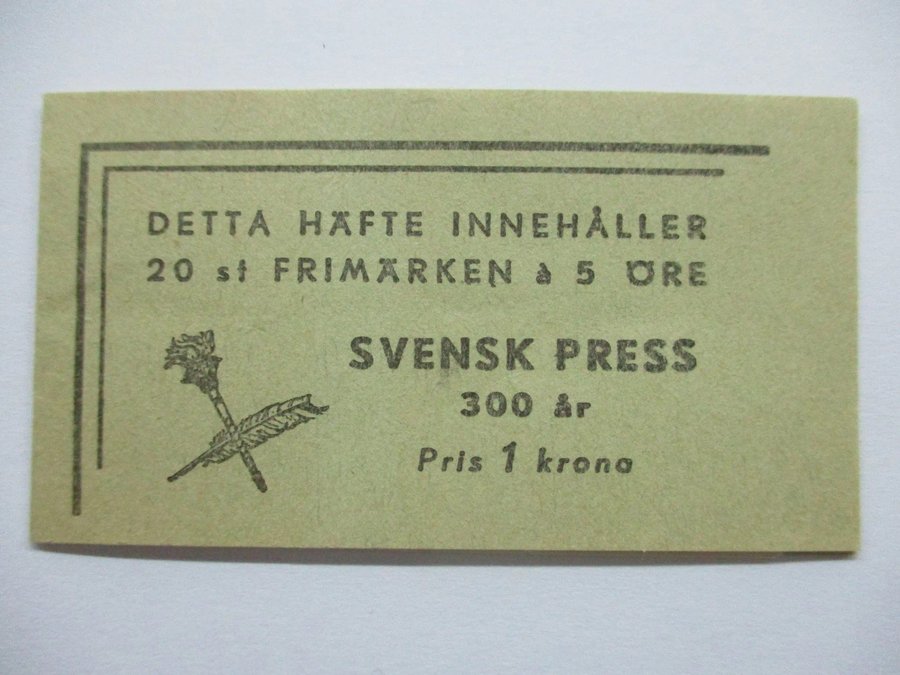 DETTA HÄFTE INNEHÅLLER
20 st FRIMÄRKEN à 5 ÖRE
SVENSK PRESS
300 år
Pris 1 krona